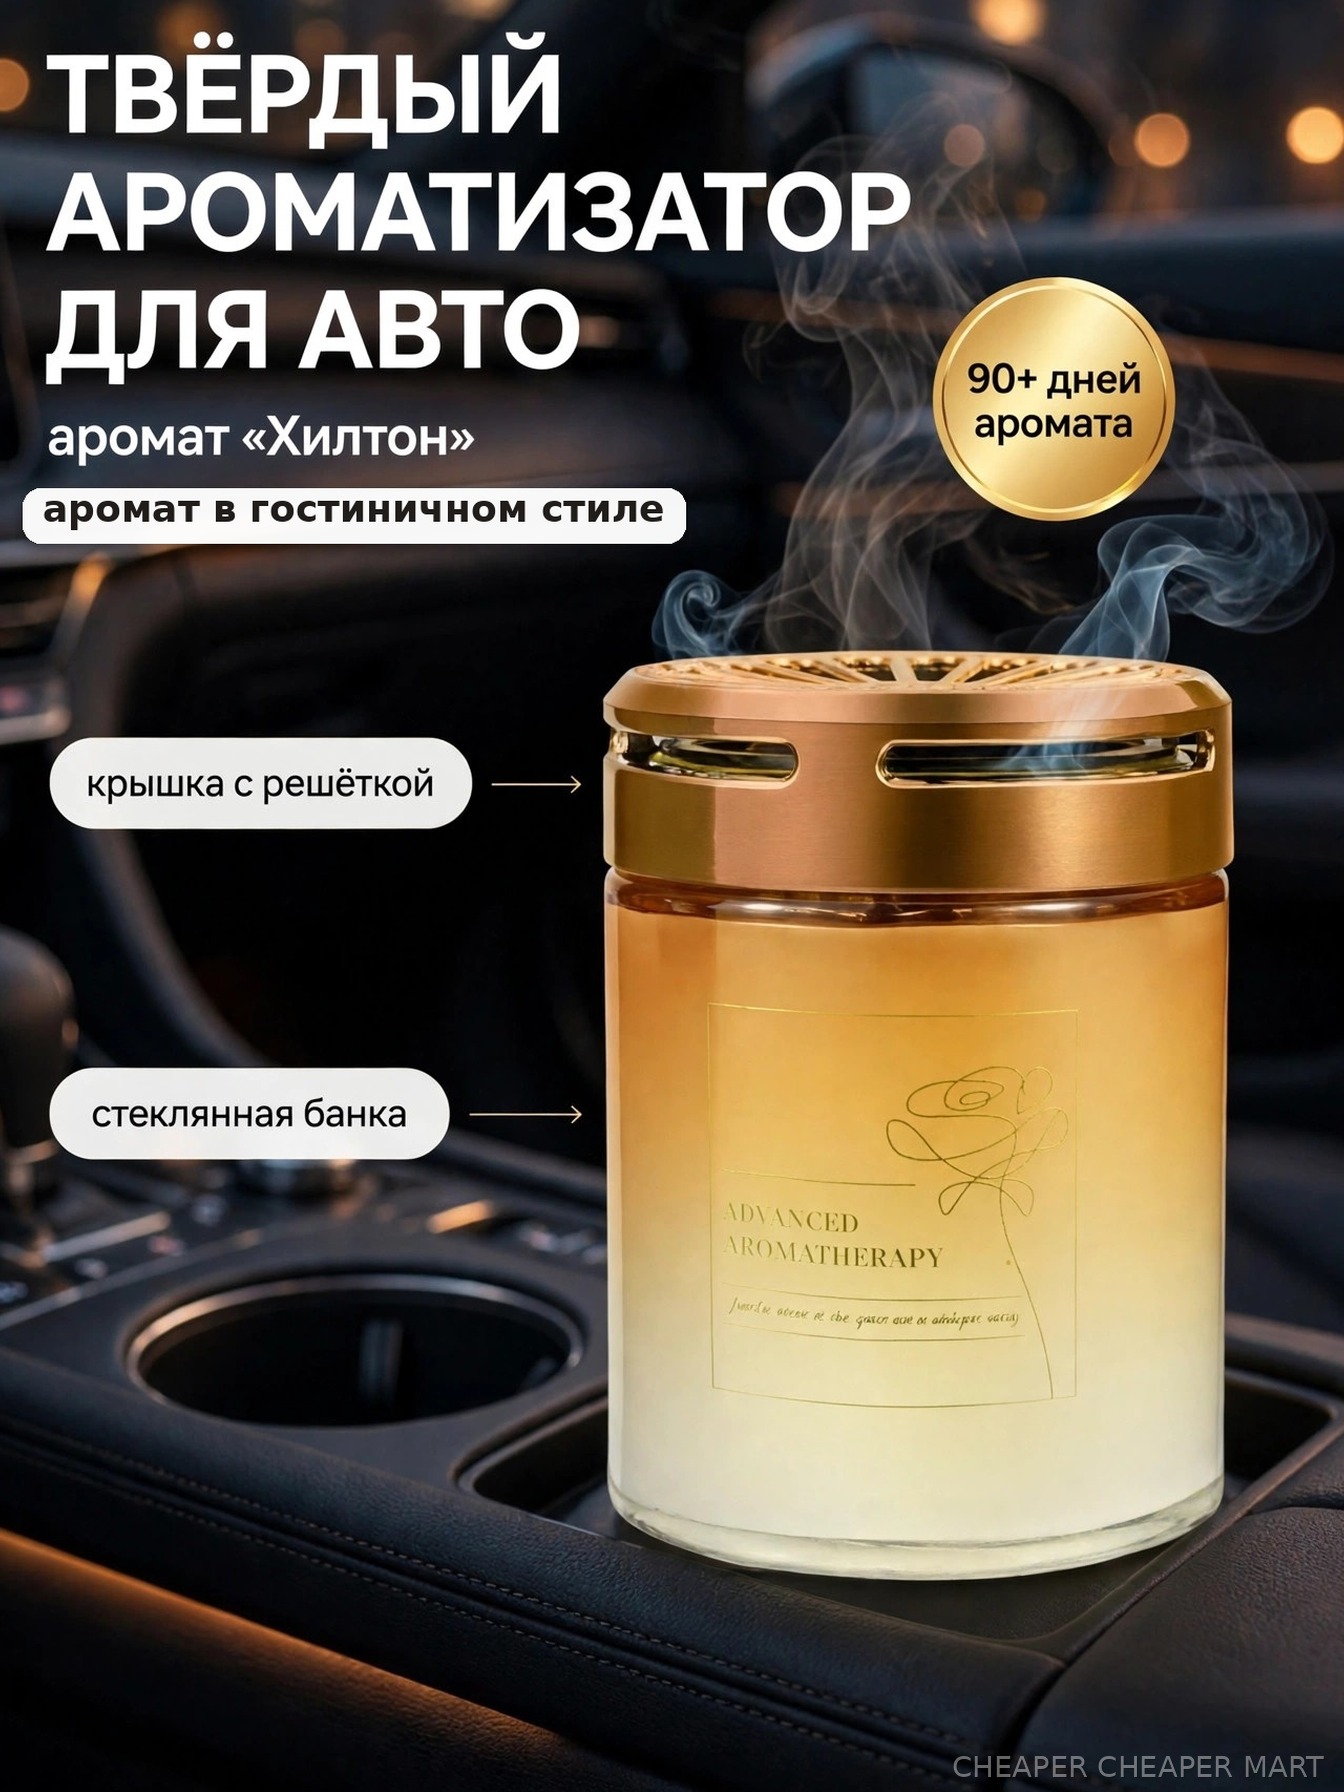 ТВЁРДЫЙ
АРОМАТИЗАТОР
ДЛЯ АВТО
аромат «Хилтон»
аромат в гостиничном стиле
90+ дней
аромата
крышка с решёткой
стеклянная банка
ADVANCED
AROMATHERAPY
CHEAPER CHEAPER MART